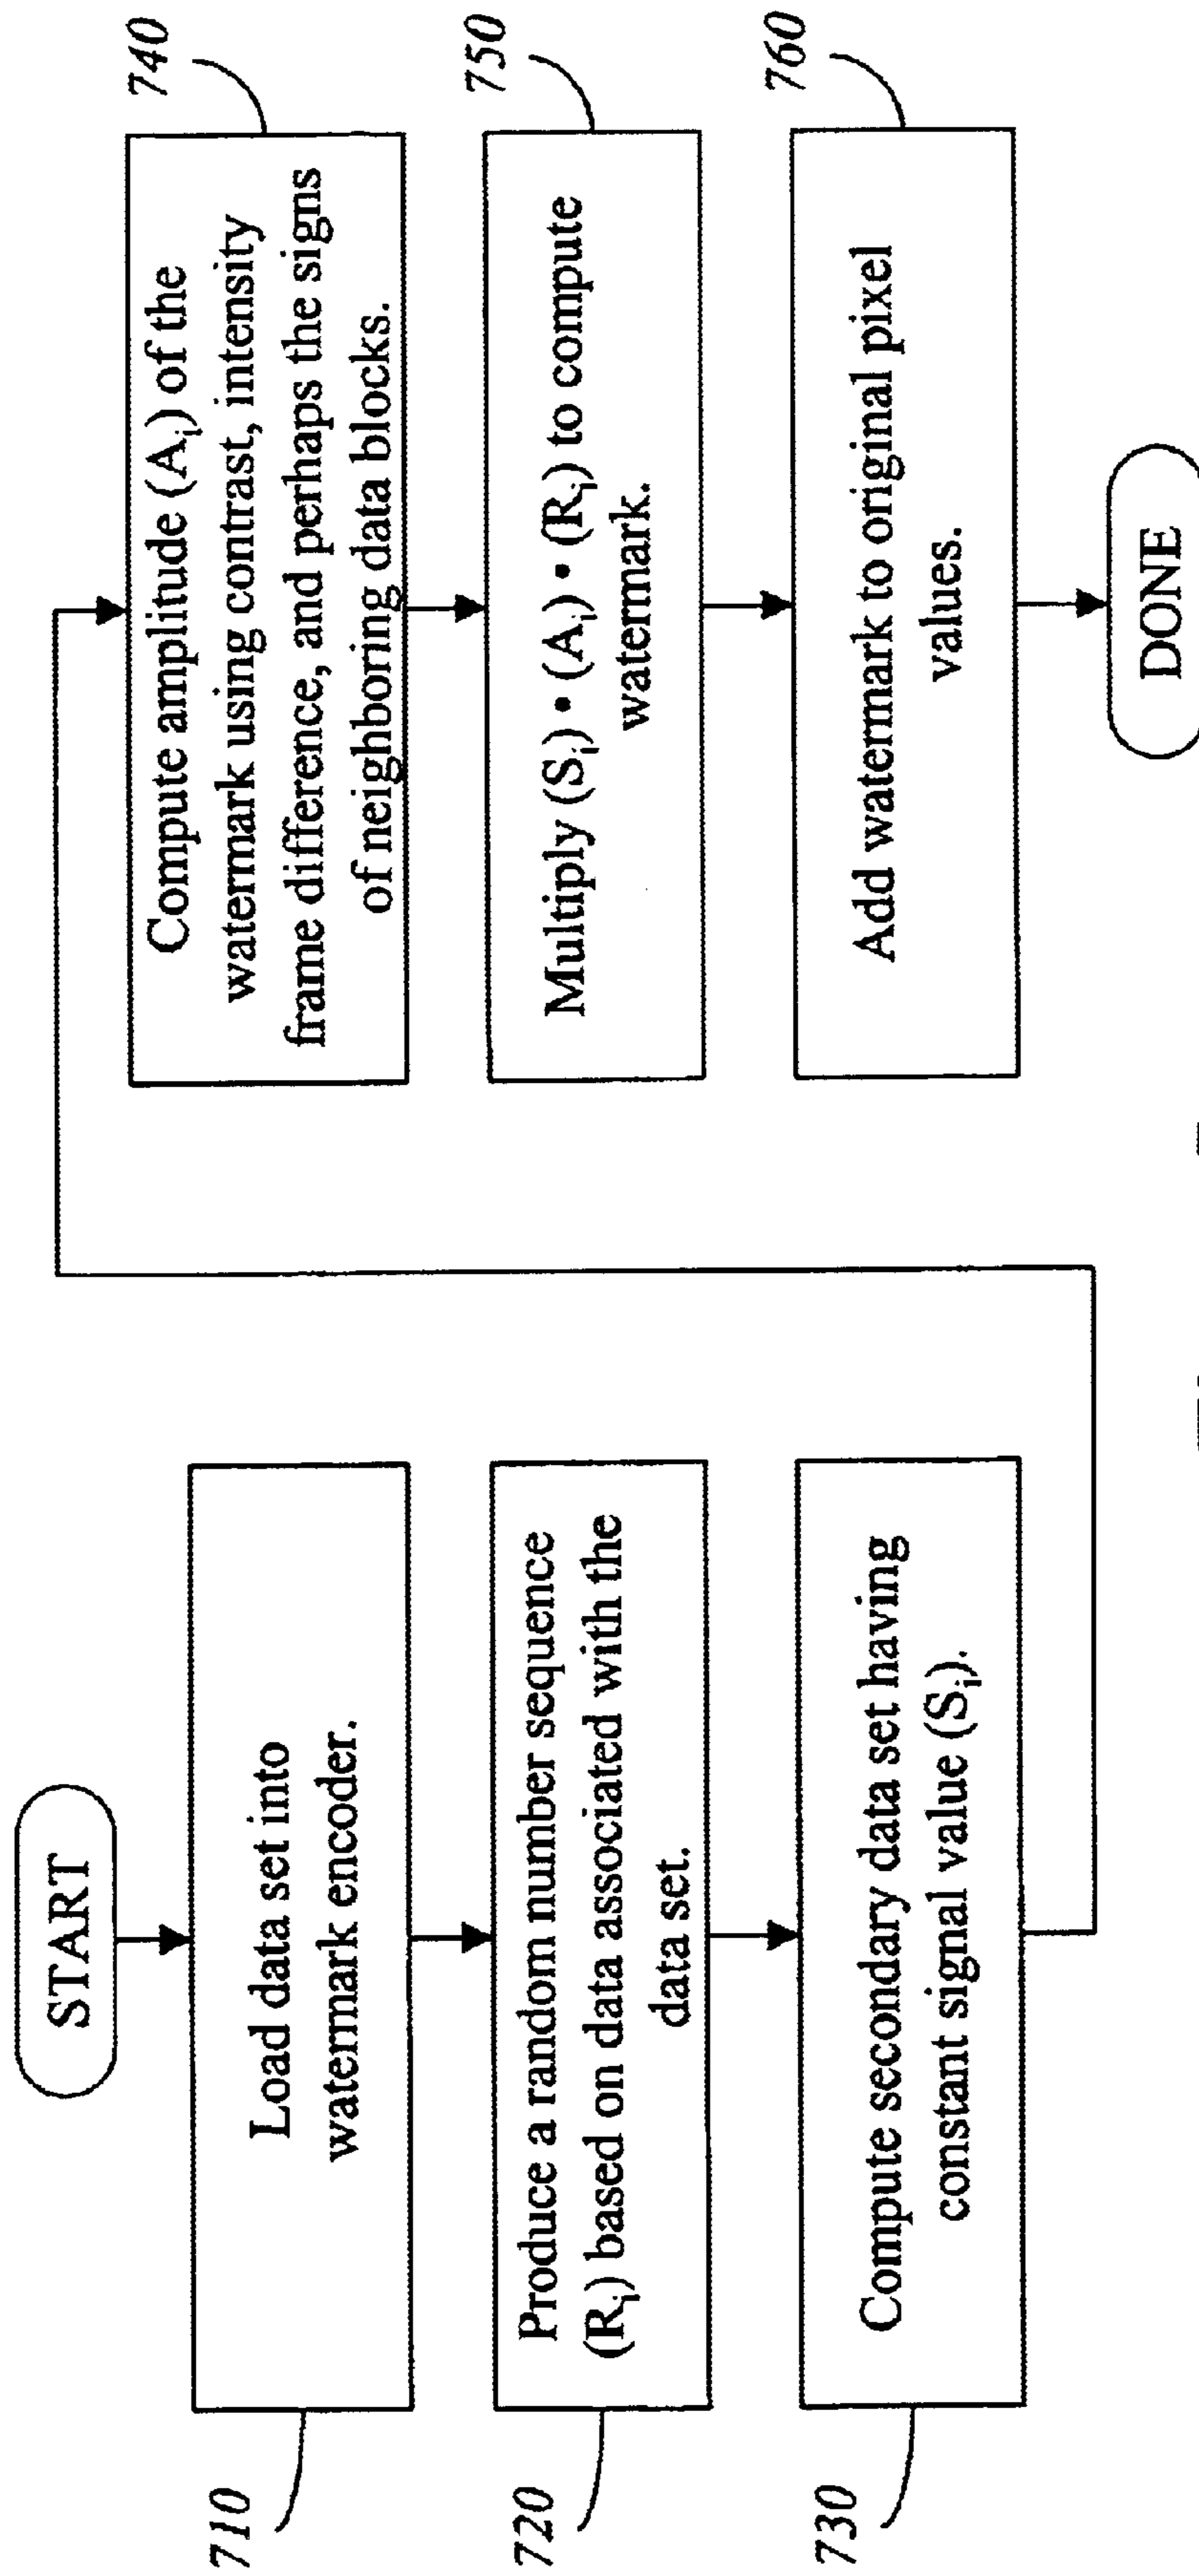 START
710
Load data set into
watermark encoder.
720
Produce a random number sequence
(Rᵢ) based on data associated with the
data set.
730
Compute secondary data set having
constant signal value (Sᵢ).
740
Compute amplitude (Aᵢ) of the
watermark using contrast, intensity
frame difference, and perhaps the signs
of neighboring data blocks.
750
Multiply (Sᵢ) • (Aᵢ) • (Rᵢ) to compute
watermark.
760
Add watermark to original pixel
values.
DONE